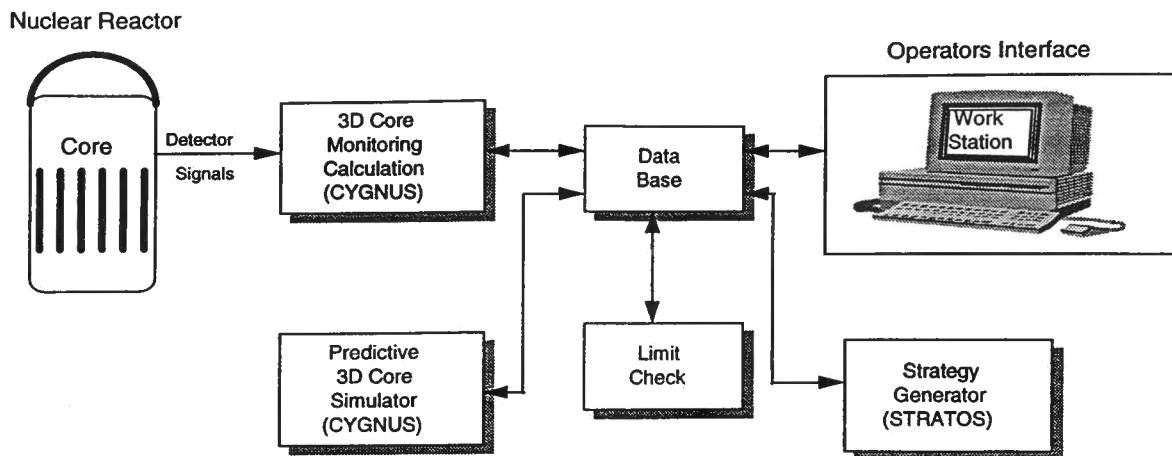 Nuclear Reactor
Core
Detector
Signals
3D Core
Monitoring
Calculation
(CYGNUS)
Data
Base
Operators Interface
Work
Station
Predictive
3D Core
Simulator
(CYGNUS)
Limit
Check
Strategy
Generator
(STRATOS)